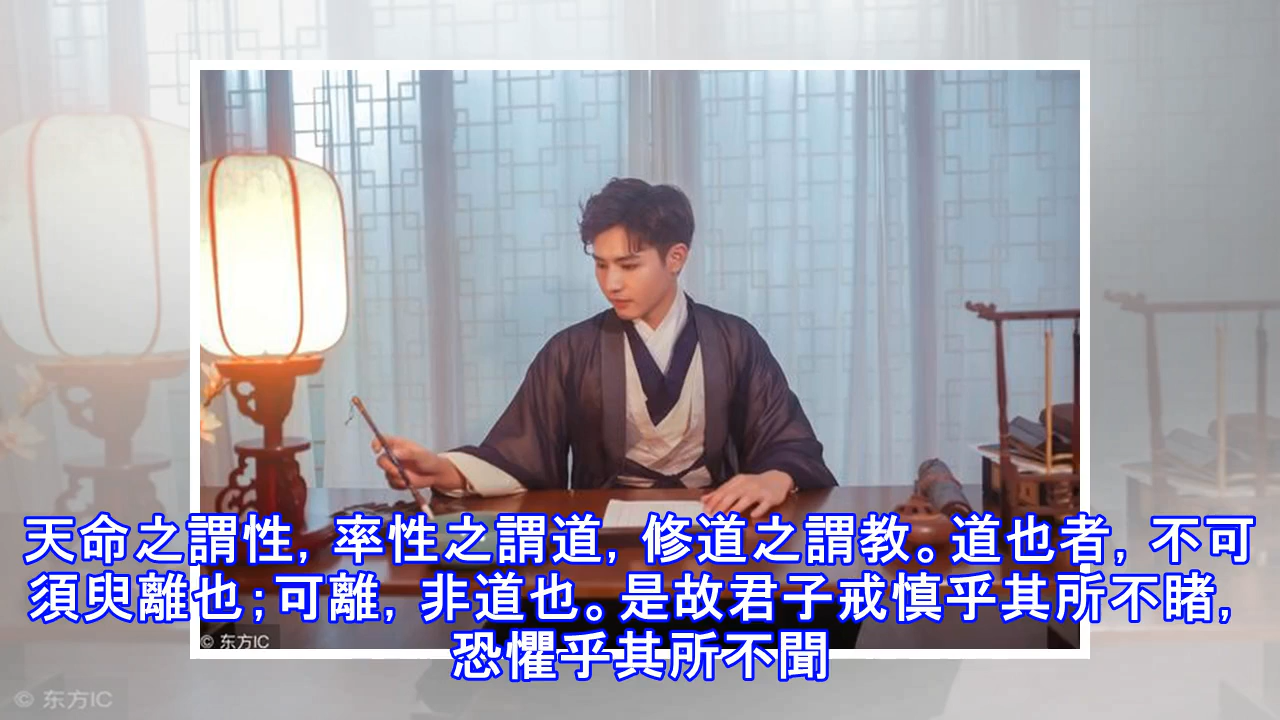 天命之謂性, 率性之謂道, 修道之謂教。道也者, 不可
須臾離也;可離, 非道也。是故君子戒慎乎其所不睹,
恐懼乎其所不聞
© 东方IC
© 东方IC